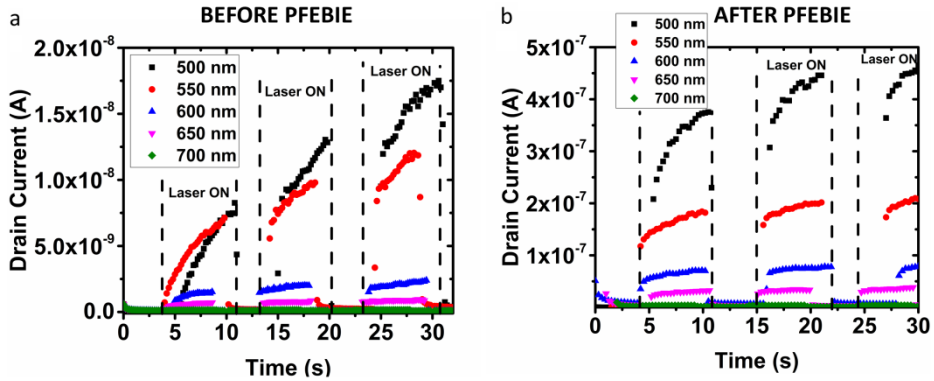 a
BEFORE PFEBIE
2.0x10-8
1.5x10-8
1.0x10-8
5.0x10-9
0.0
Drain Current (A)
500 nm
550 nm
600 nm
650 nm
700 nm
Laser ON
Laser ON
Laser ON
0 5 10 15 20 25 30
Time (s)
b
AFTER PFEBIE
5x10-7
4x10-7
3x10-7
2x10-7
1x10-7
Drain Current (A)
500 nm
550 nm
600 nm
650 nm
700 nm
Laser ON
Laser ON
Laser ON
0 5 10 15 20 25 30
Time (s)